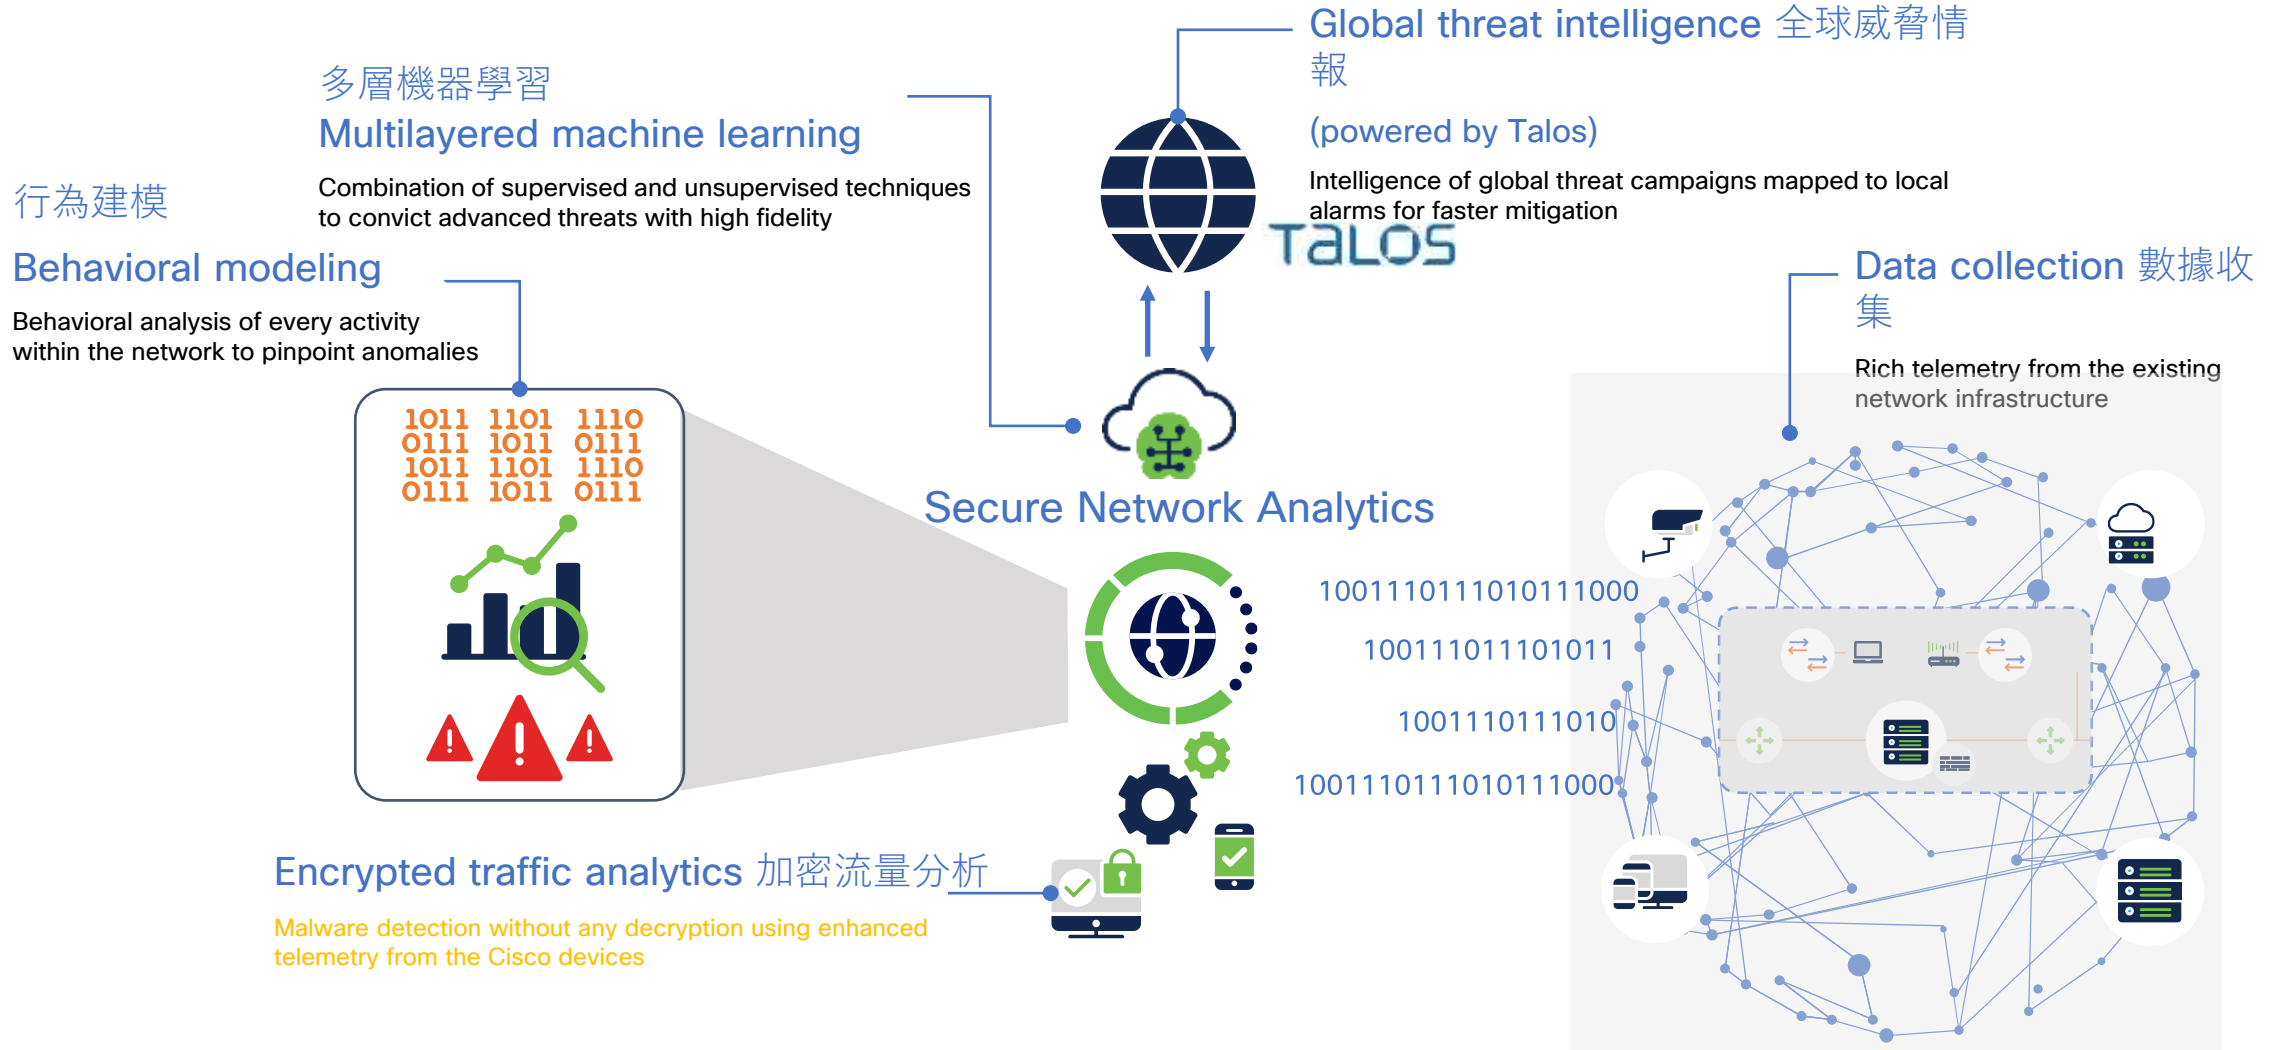 Global threat intelligence 全球威脅情
報
(powered by Talos)
Intelligence of global threat campaigns mapped to local
alarms for faster mitigation
TALOS
多層機器學習
Multilayered machine learning
Combination of supervised and unsupervised techniques
to convict advanced threats with high fidelity
行為建模
Behavioral modeling
Behavioral analysis of every activity
within the network to pinpoint anomalies
1011 1101 1110
0111 1011 0111
1011 1101 1110
0111 1011 0111
Data collection 數據收
集
Rich telemetry from the existing
network infrastructure
Secure Network Analytics
1001110111010111000
100111011101011
1001110111010
1001110111010111000
Encrypted traffic analytics 加密流量分析
Malware detection without any decryption using enhanced
telemetry from the Cisco devices